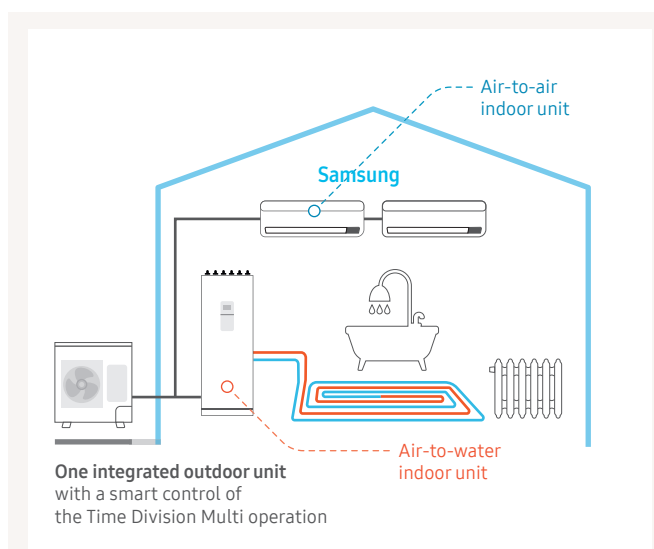 Air-to-air
indoor unit
Samsung
Air-to-water
indoor unit
One integrated outdoor unit
with a smart control of
the Time Division Multi operation